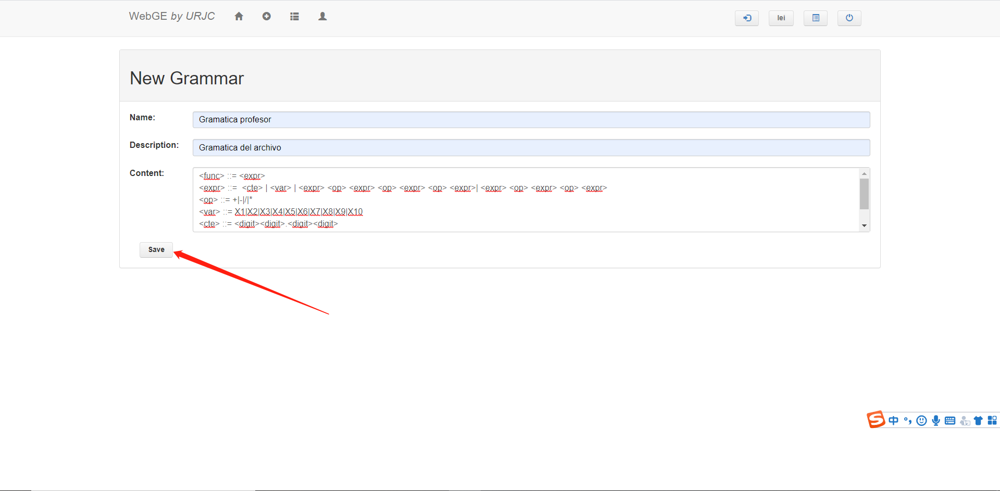 WebGE by URJC
lei
New Grammar
Name:
Gramatica profesor
Description:
Gramatica del archivo
Content:
<func> ::= <expr>
<expr> ::=  <cte> | <var> | <expr> <op> <expr> <op> <expr> <op> <expr>| <expr> <op> <expr> <op> <expr>
<op> ::= +|-|/|*
<var> ::= X1|X2|X3|X4|X5|X6|X7|X8|X9|X10
<cte> ::= <digit><digit>.<digit><digit>
Save
S 中 °,